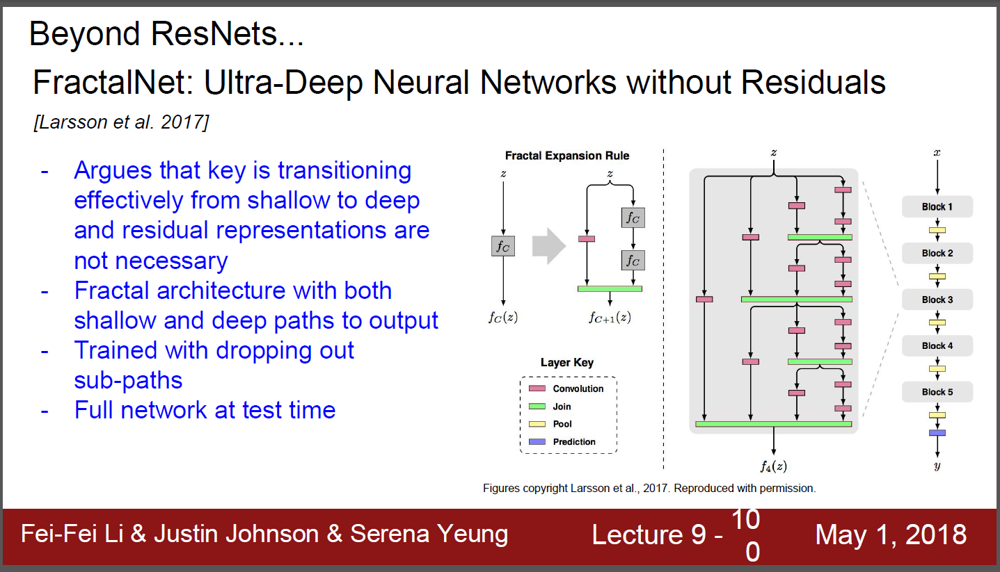 Beyond ResNets...
FractalNet: Ultra-Deep Neural Networks without Residuals
[Larsson et al. 2017]
- Argues that key is transitioning
effectively from shallow to deep
and residual representations are
not necessary
- Fractal architecture with both
shallow and deep paths to output
- Trained with dropping out
sub-paths
- Full network at test time
Fractal Expansion Rule
z
z
f_C
f_C
f_C
f_C(z)
f_{C+1}(z)
Layer Key
Convolution
Join
Pool
Prediction
z
f_4(z)
x
Block 1
Block 2
Block 3
Block 4
Block 5
y
Figures copyright Larsson et al., 2017. Reproduced with permission.
Fei-Fei Li & Justin Johnson & Serena Yeung
Lecture 9 - 10
0
May 1, 2018